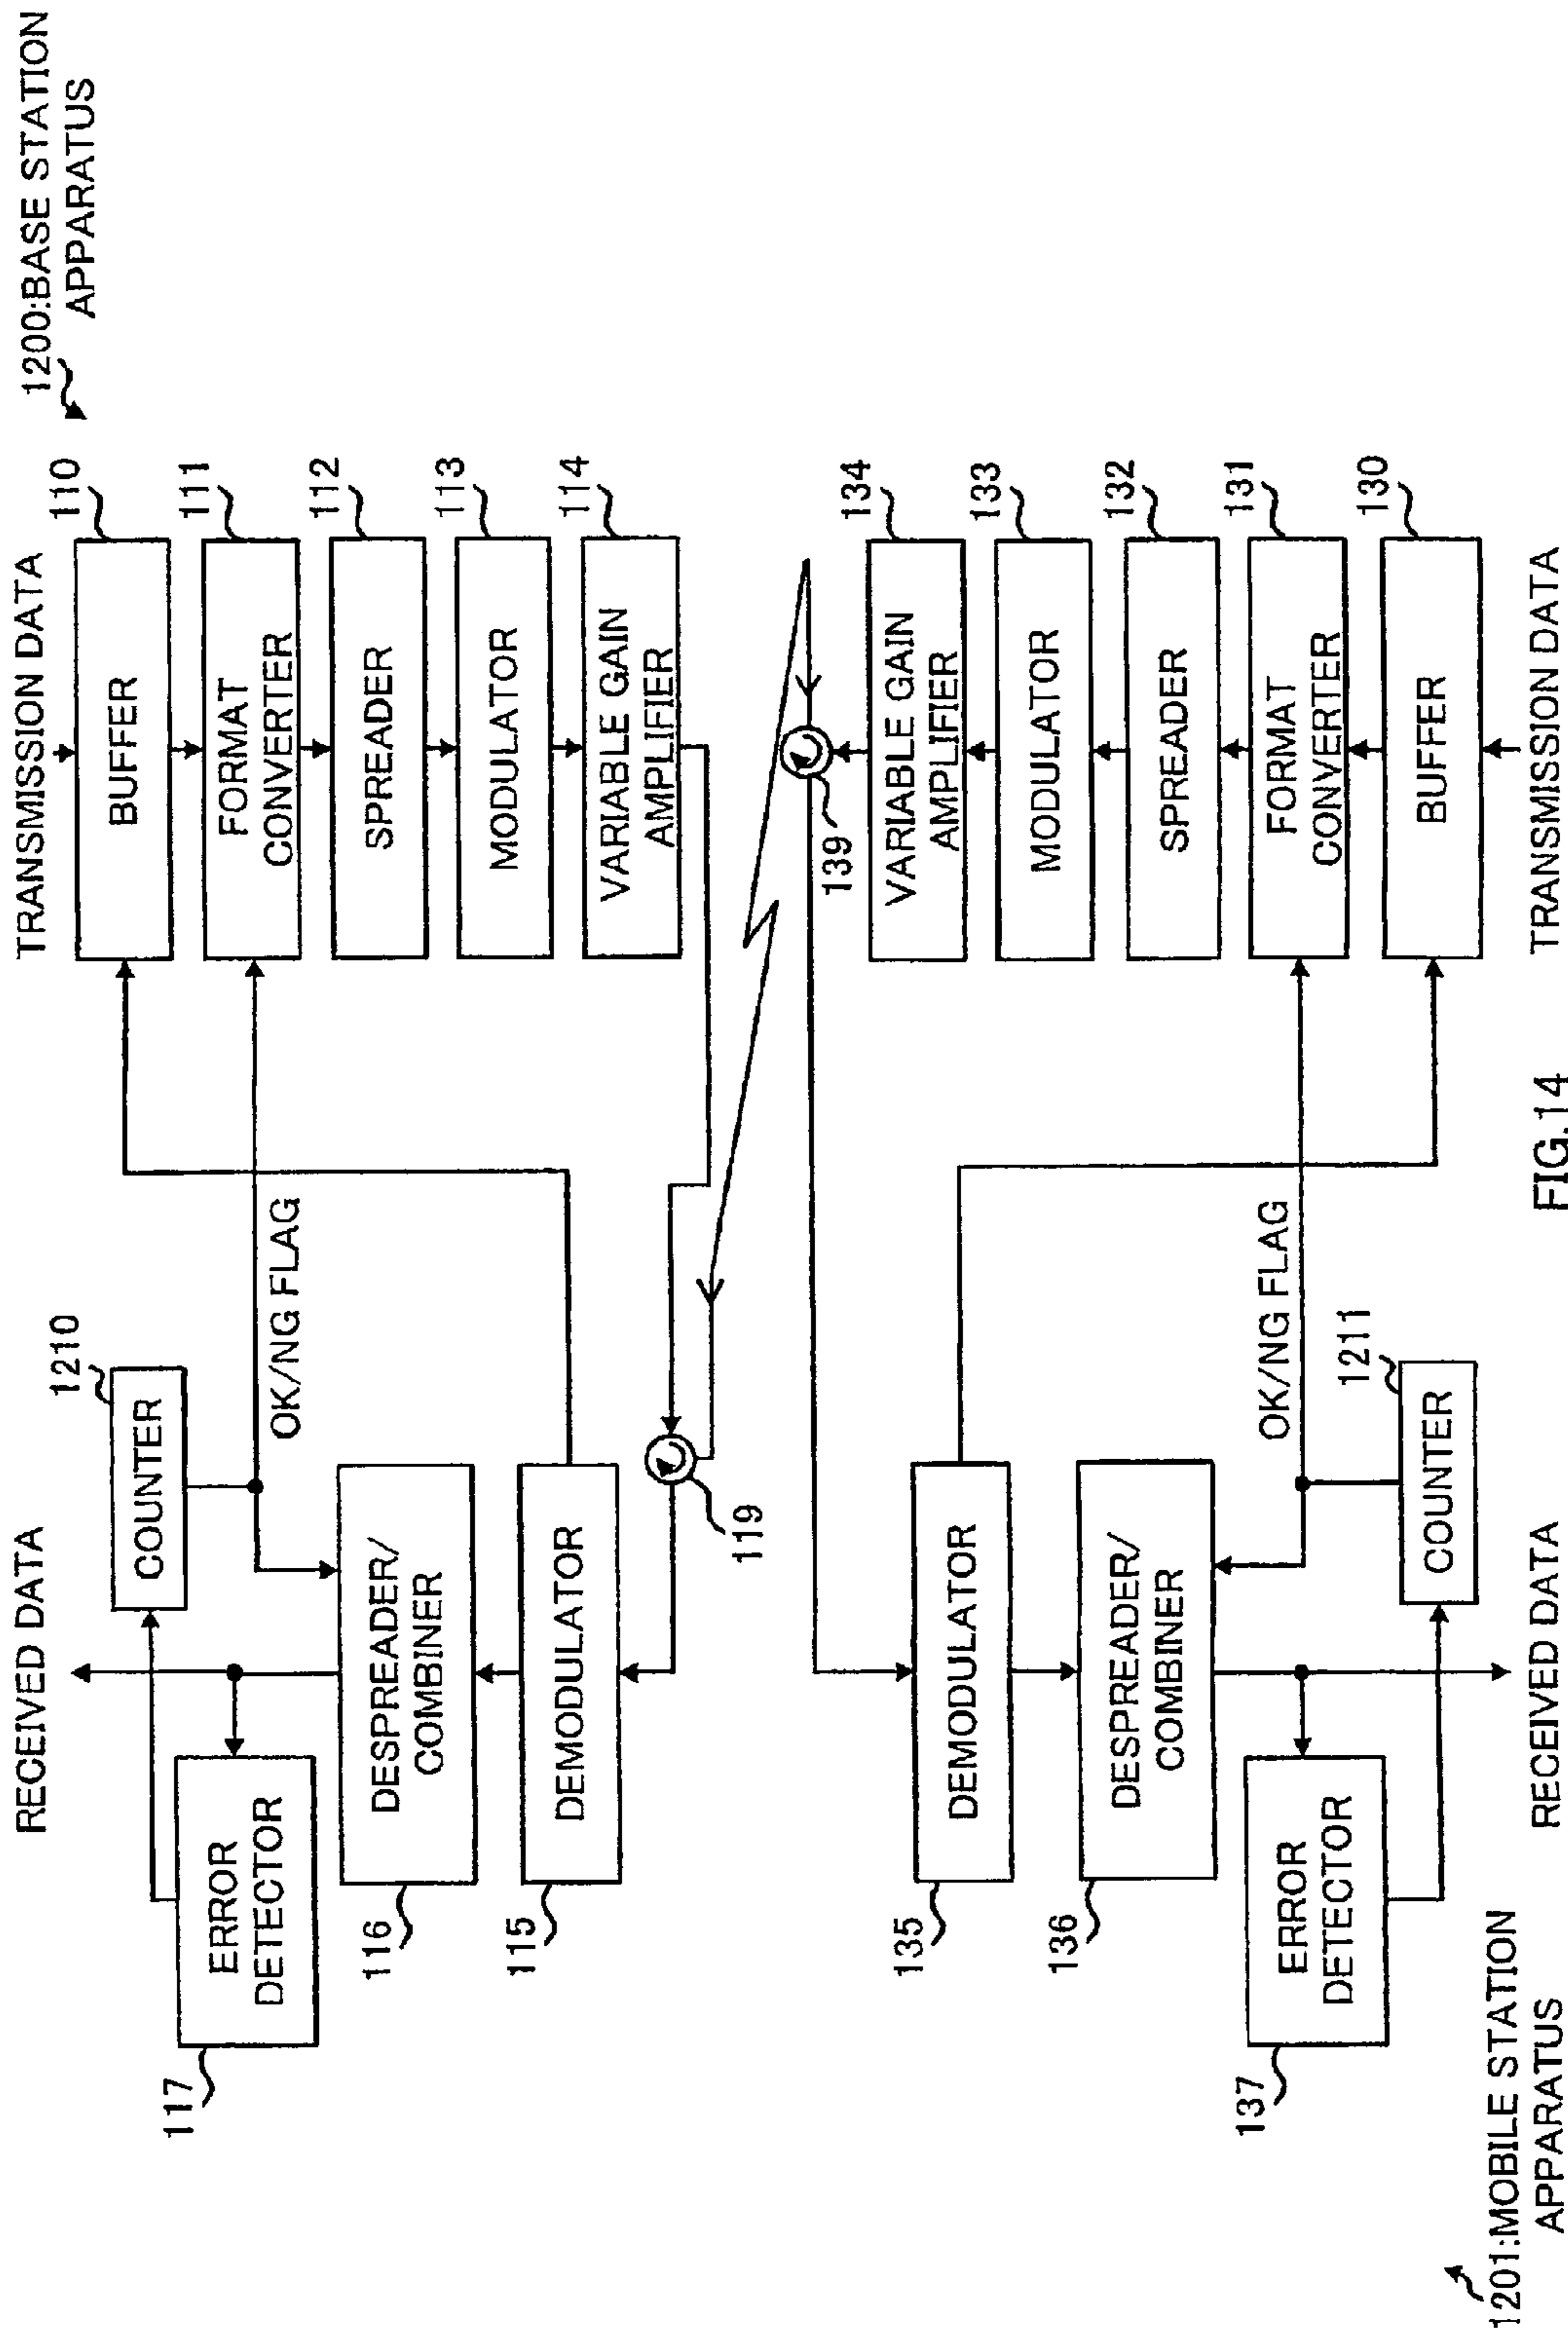 1200:BASE STATION
APPARATUS
TRANSMISSION DATA
110
BUFFER
111
FORMAT
CONVERTER
112
SPREADER
113
MODULATOR
114
VARIABLE GAIN
AMPLIFIER
RECEIVED DATA
1210
COUNTER
OK/NG FLAG
117
ERROR
DETECTOR
116
DESPREADER/
COMBINER
115
DEMODULATOR
119
139
134
VARIABLE GAIN
AMPLIFIER
133
MODULATOR
132
SPREADER
131
FORMAT
CONVERTER
130
BUFFER
TRANSMISSION DATA
135
DEMODULATOR
136
DESPREADER/
COMBINER
OK/NG FLAG
1211
COUNTER
137
ERROR
DETECTOR
RECEIVED DATA
1201:MOBILE STATION
APPARATUS
FIG.14